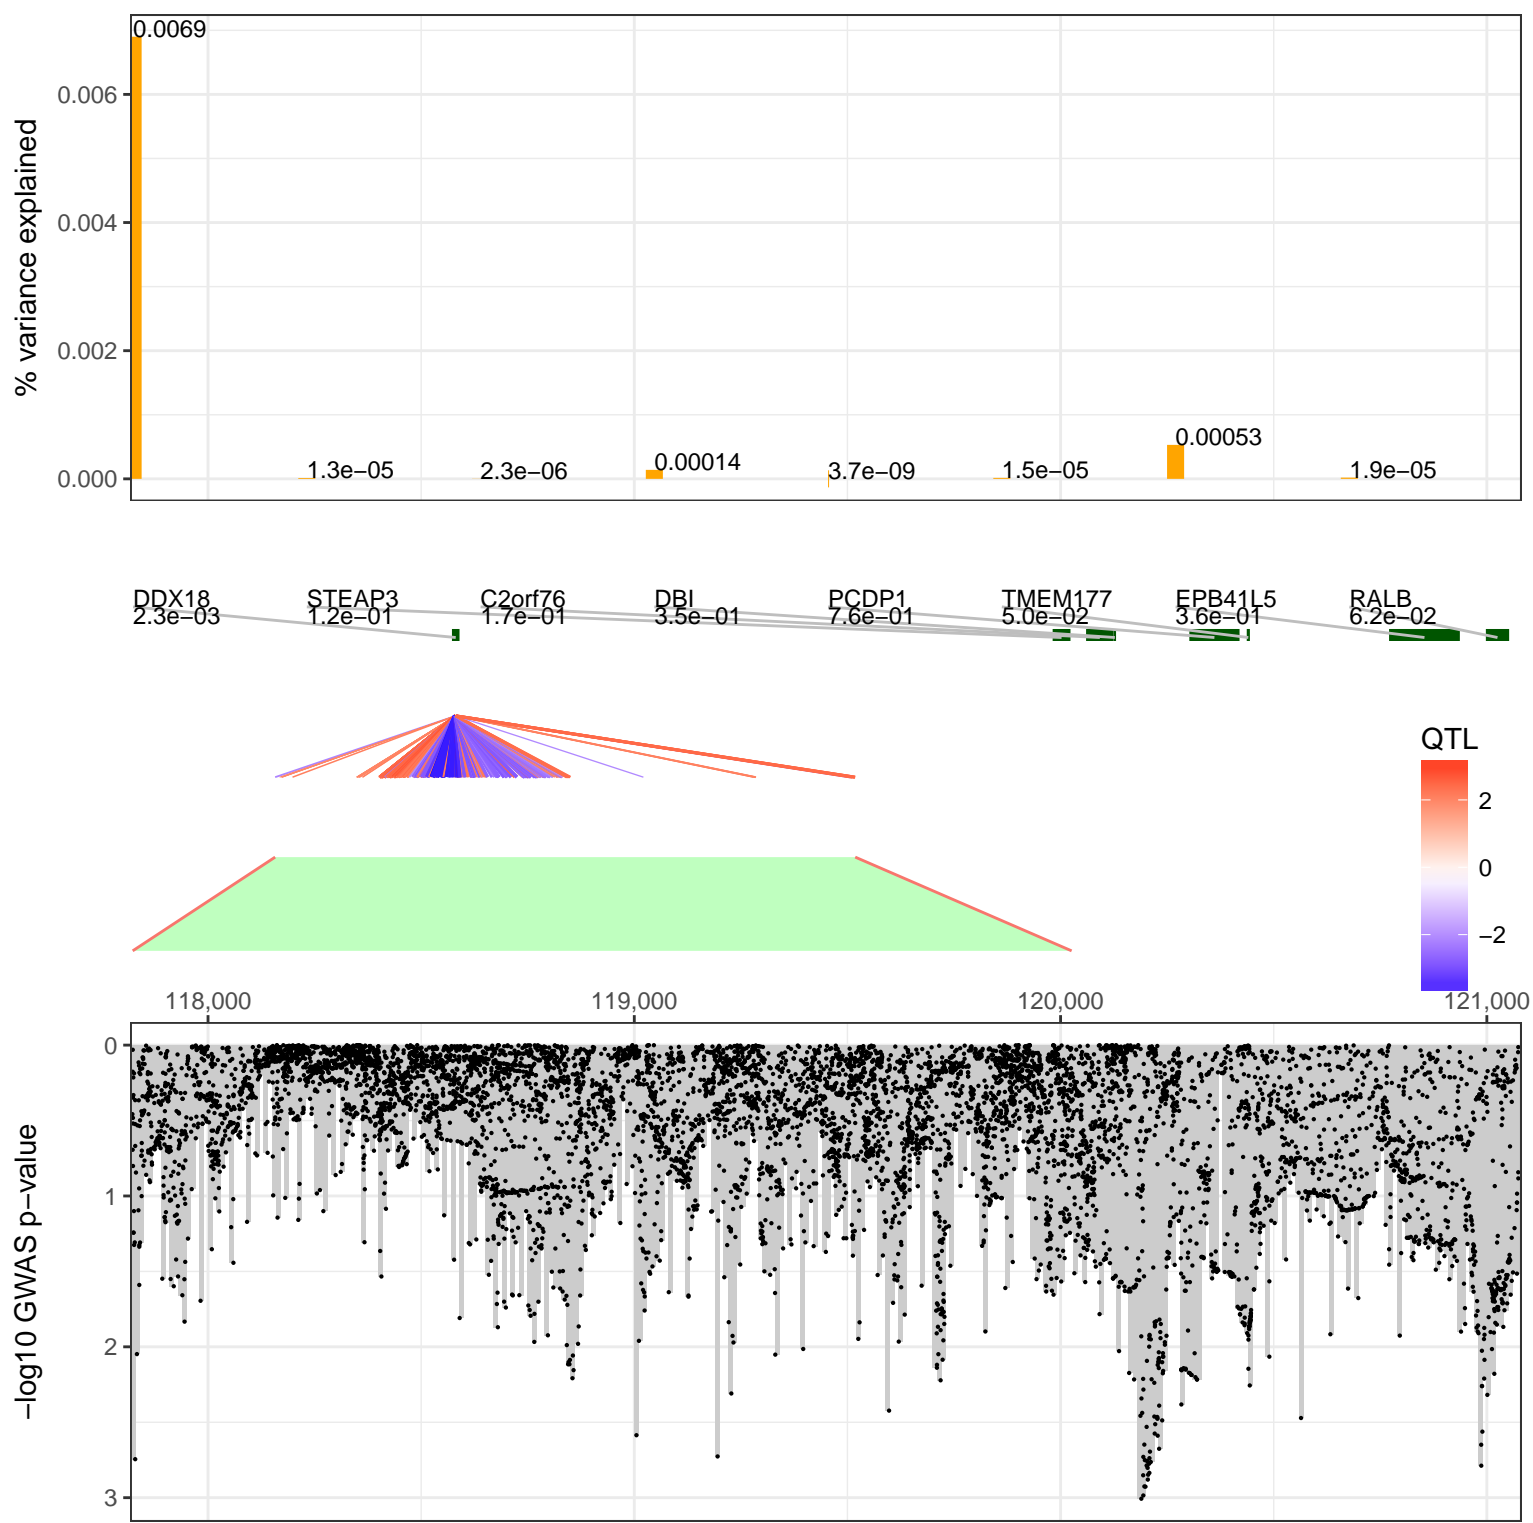 0.0069
0.006
0.004
0.002
0.000
% variance explained
1.3e−05
2.3e−06
0.00014
3.7e−09
1.5e−05
0.00053
1.9e−05
DDX18 STEAP3 C2orf76 DBI PCDP1 TMEM177 EPB41L5 RALB
2.3e−03 1.2e−01 1.7e−01 3.5e−01 7.6e−01 5.0e−02 3.6e−01 6.2e−02
QTL
2
0
−2
118,000 119,000 120,000 121,000
0
1
2
3
−log10 GWAS p−value